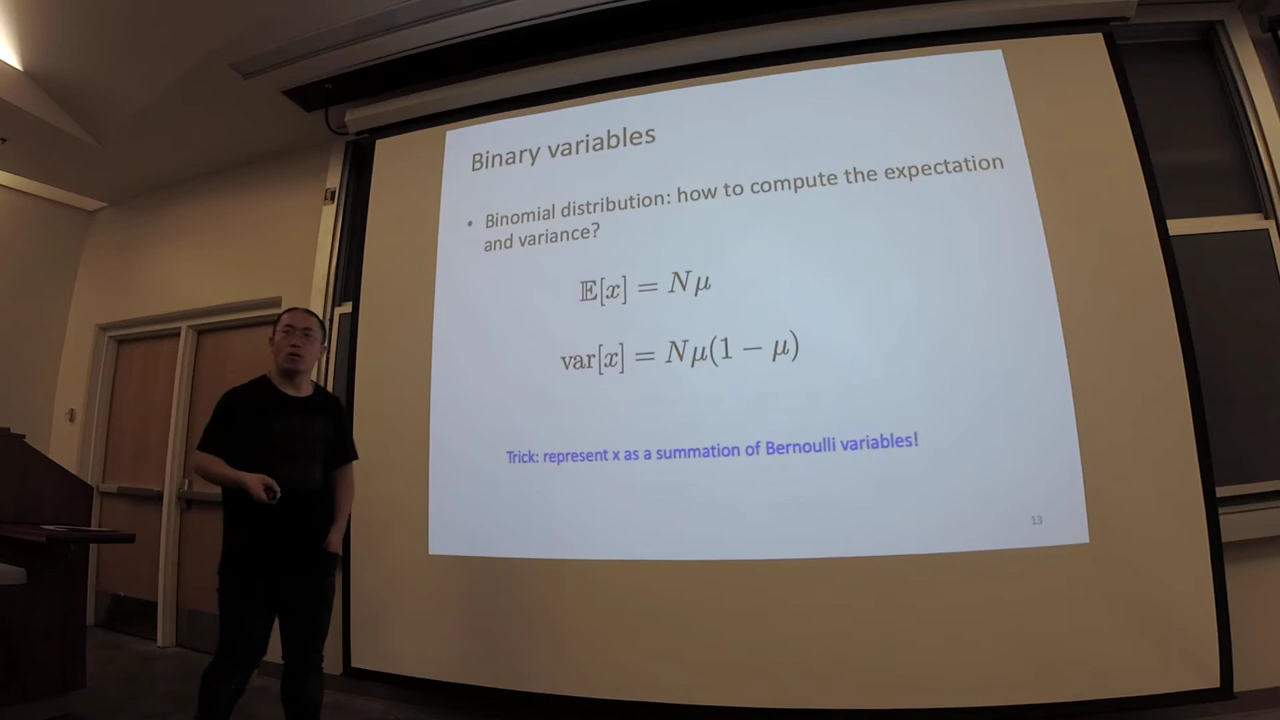 Binary variables
• Binomial distribution: how to compute the expectation
and variance?
𝔼[x] = Nμ
var[x] = Nμ(1 − μ)
Trick: represent x as a summation of Bernoulli variables!
13